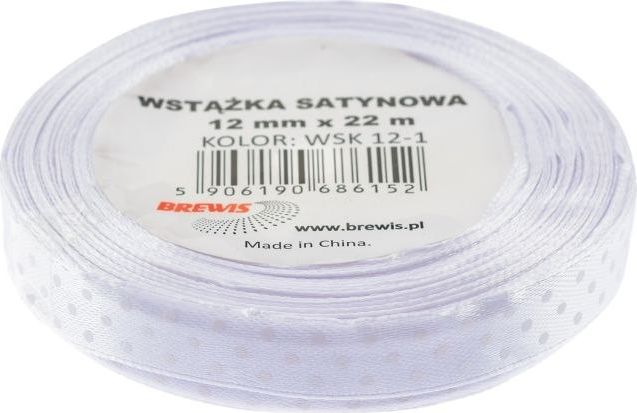 WSTĄŻKA SATYNOWA
12 mm x 22 m
KOLOR: WSK 12-1
5 906190 686152
BREWIS
www.brewis.pl
Made in China.